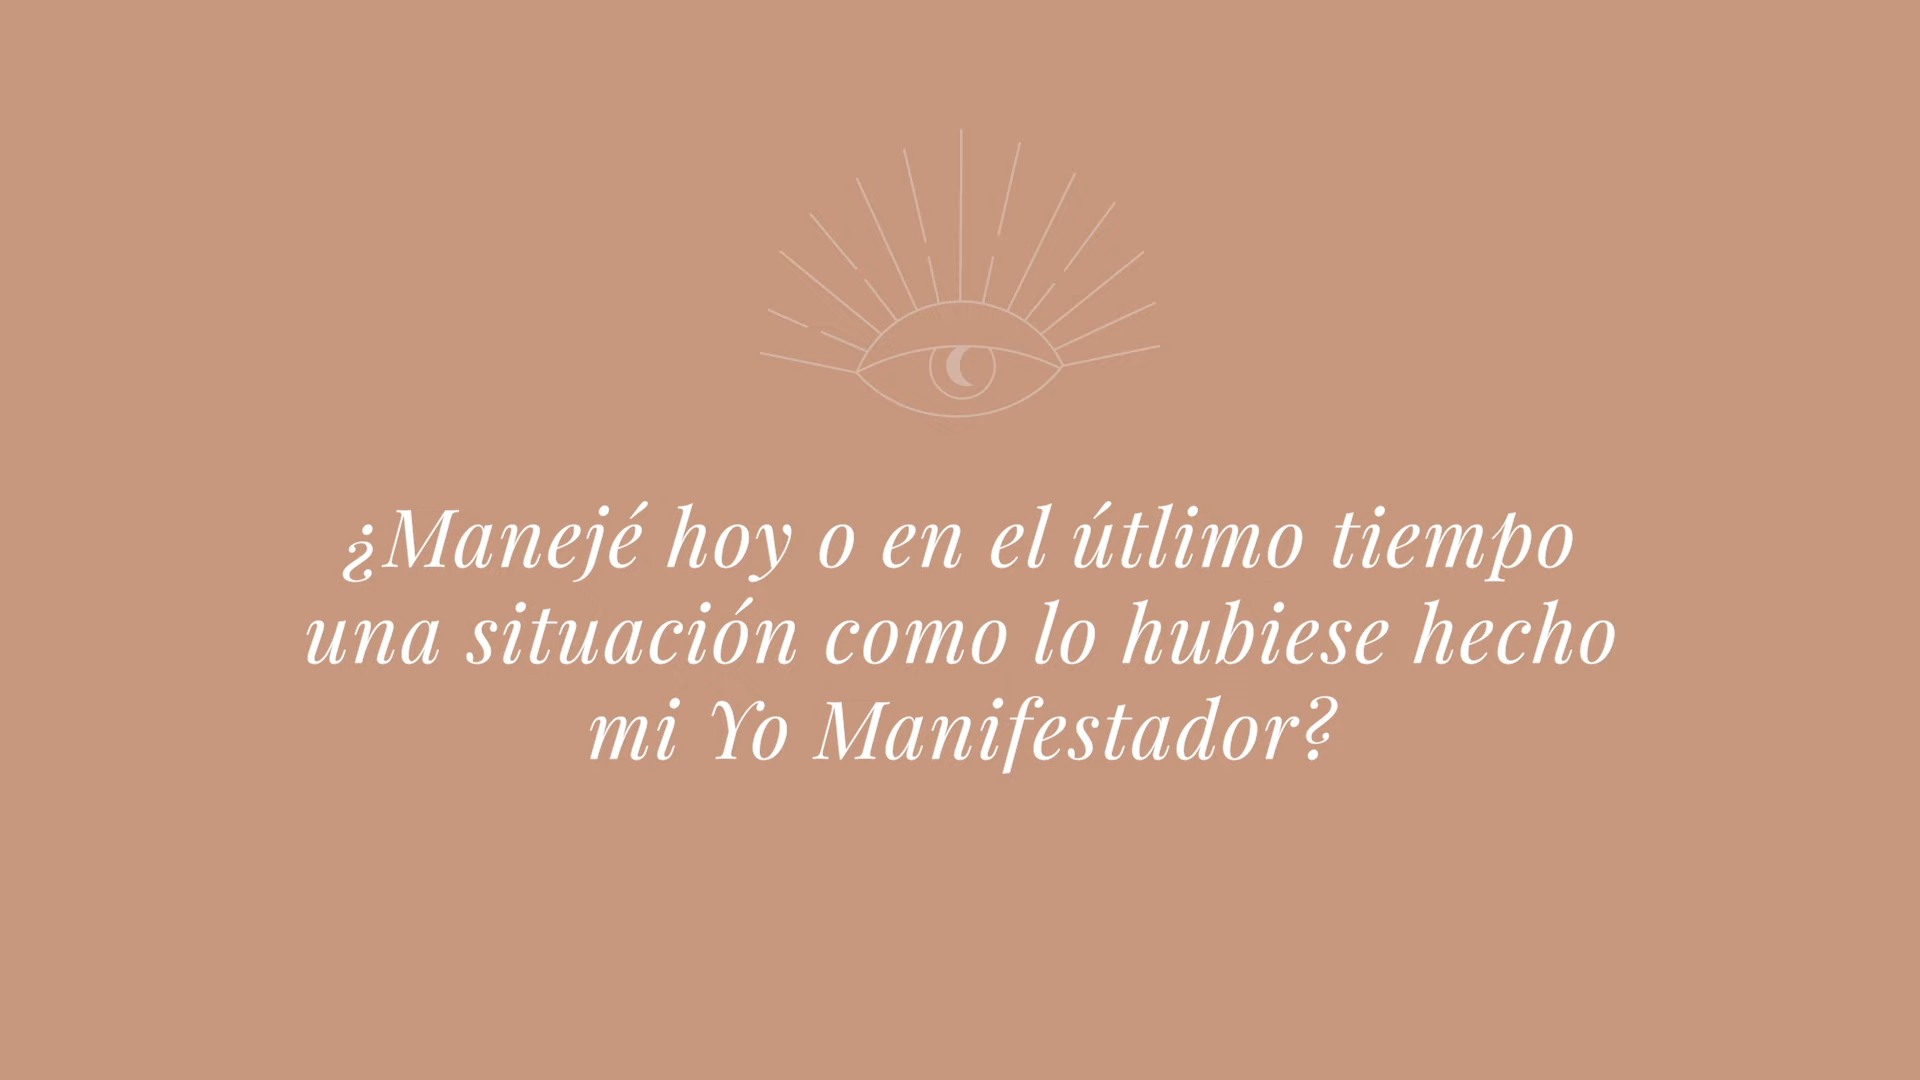 ¿Manejé hoy o en el útlimo tiempo
una situación como lo hubiese hecho
mi Yo Manifestador?